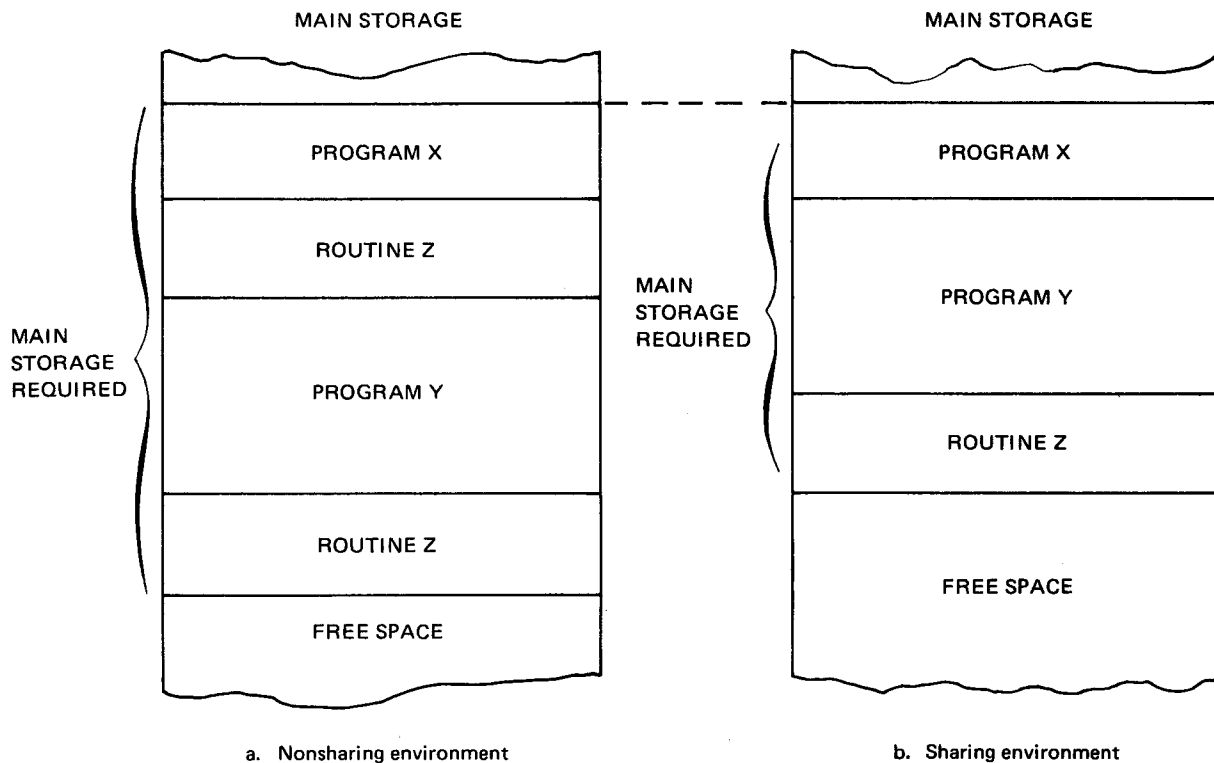 MAIN STORAGE
PROGRAM X
ROUTINE Z
MAIN
STORAGE
REQUIRED
PROGRAM Y
ROUTINE Z
FREE SPACE
a. Nonsharing environment
MAIN STORAGE
PROGRAM X
MAIN
STORAGE
REQUIRED
PROGRAM Y
ROUTINE Z
FREE SPACE
b. Sharing environment